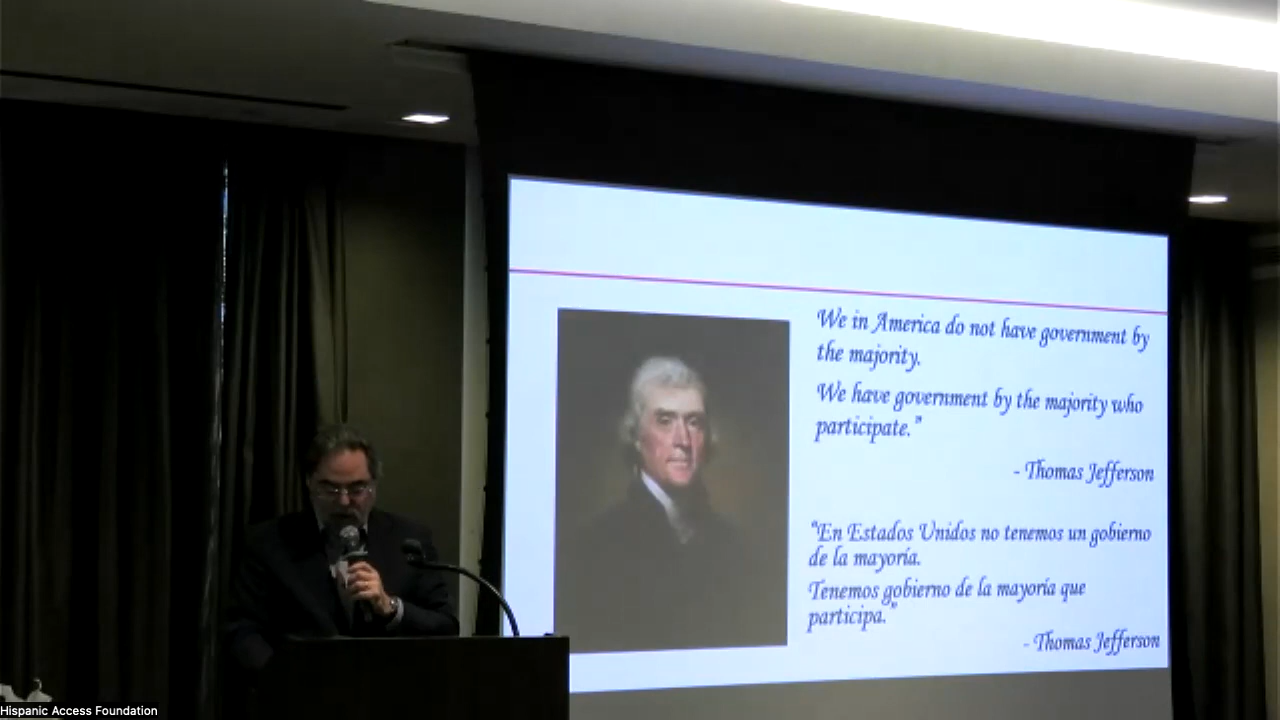 We in America do not have government by
the majority.
We have government by the majority who
participate."
- Thomas Jefferson
"En Estados Unidos no tenemos un gobierno
de la mayoría.
Tenemos gobierno de la mayoría que
participa."
- Thomas Jefferson
Hispanic Access Foundation